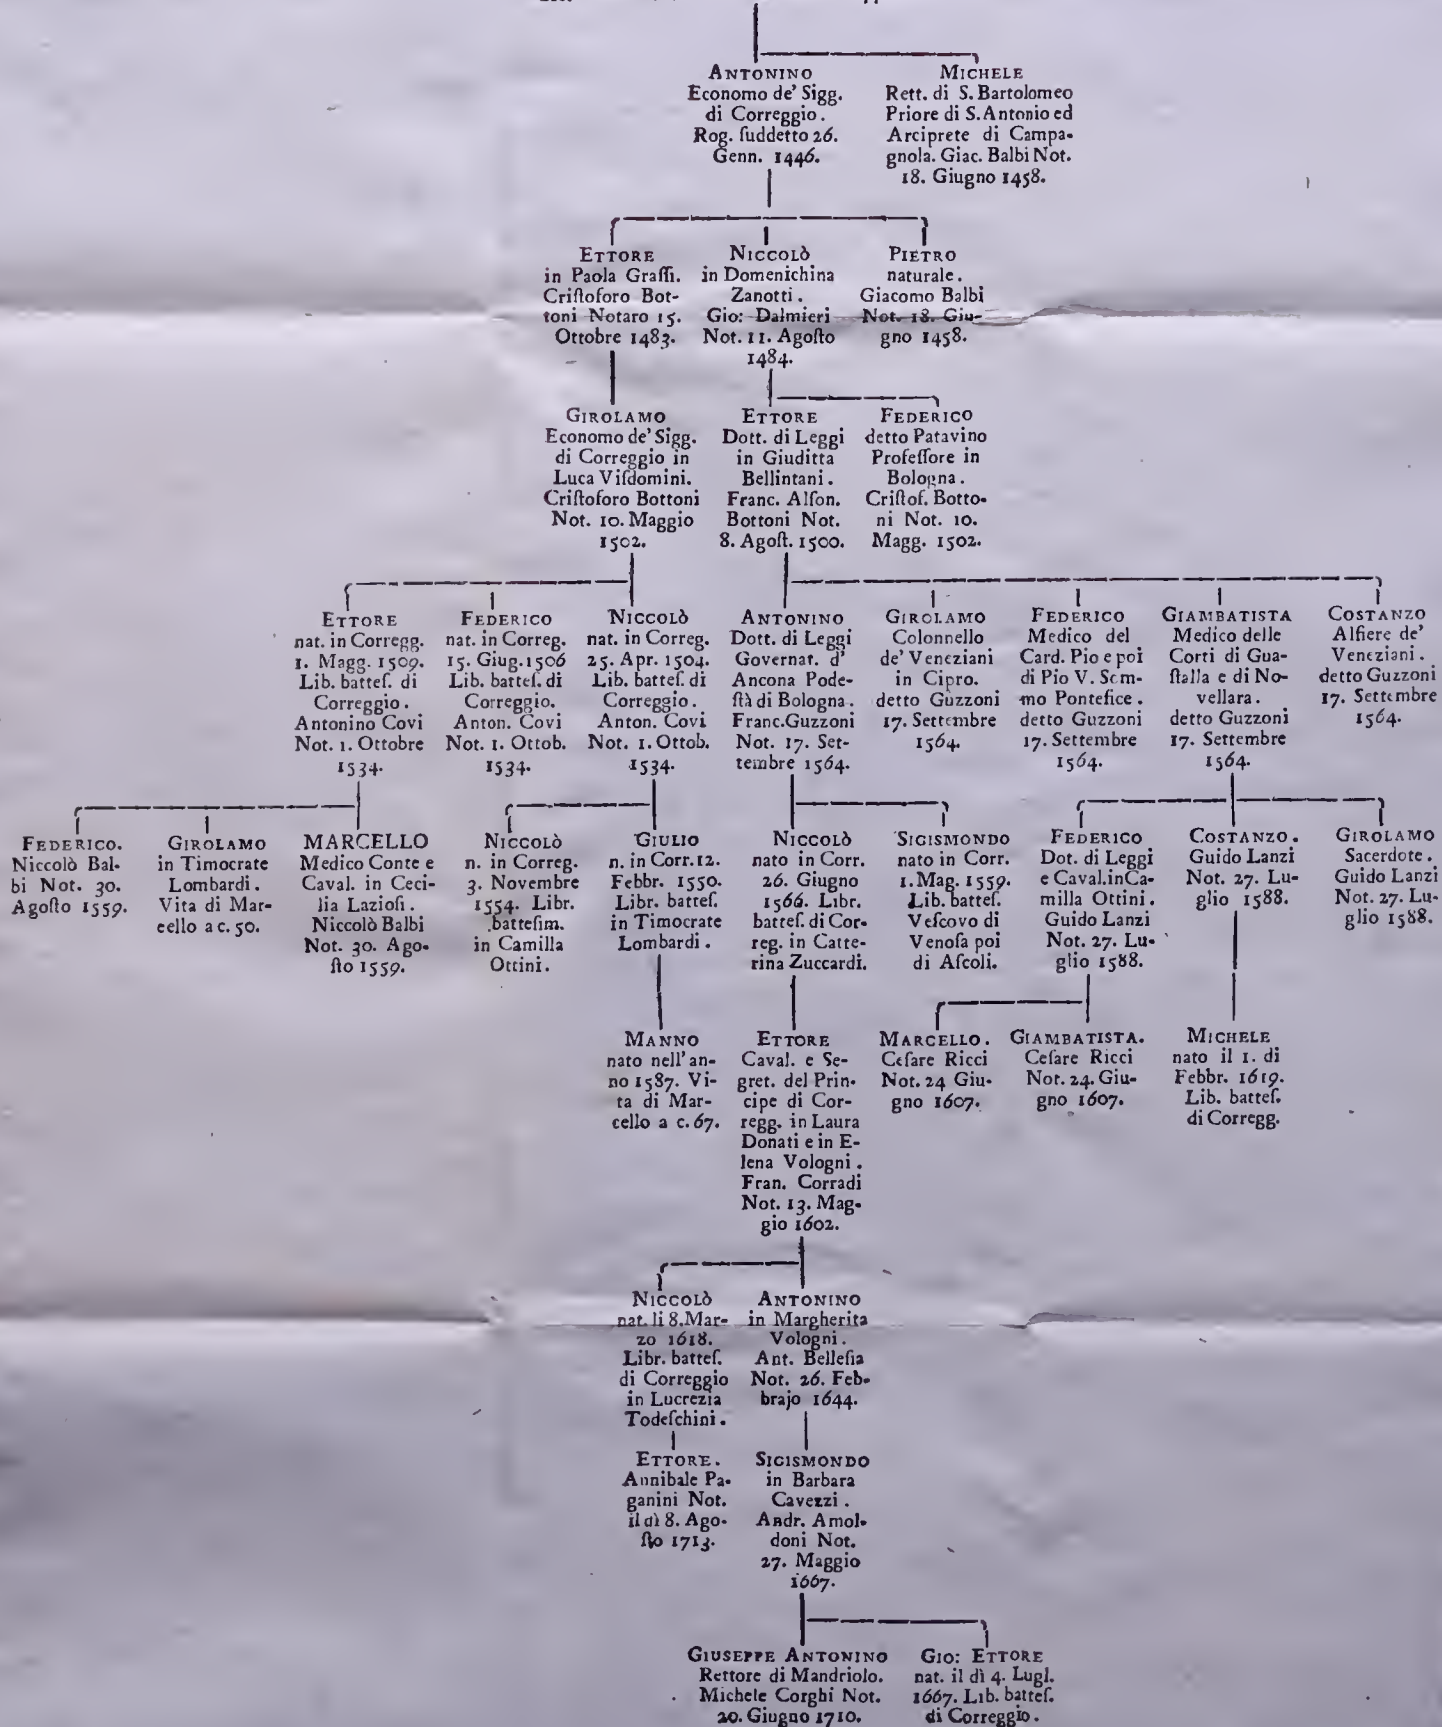 ANTONINO
Economo de' Sigg.
di Correggio.
Rog. ſuddetto 26.
Genn. 1446.
MICHELE
Rett. di S. Bartolomeo
Priore di S. Antonio ed
Arciprete di Campa-
gnola. Giac. Balbi Not.
18. Giugno 1458.
ETTORE
in Paola Graſſi.
Criſtoforo Bot-
toni Notaro 15.
Ottobre 1483.
NICCOLÒ
in Domenichina
Zanotti.
Gio: Dalmieri
Not. 11. Agoſto
1484.
PIETRO
naturale.
Giacomo Balbi
Not. 18. Giu-
gno 1458.
GIROLAMO
Economo de' Sigg.
di Correggio in
Luca Viſdomini.
Criſtoforo Bottoni
Not. 10. Maggio
1502.
ETTORE
Dott. di Leggi
in Giuditta
Bellintani.
Franc. Alfon.
Bottoni Not.
8. Agoſt. 1500.
FEDERICO
detto Patavino
Profeſſore in
Bologna.
Criſtof. Botto-
ni Not. 10.
Magg. 1502.
ETTORE
nat. in Corregg.
1. Magg. 1509.
Lib. batteſ. di
Correggio.
Antonino Covi
Not. 1. Ottobre
1534.
FEDERICO
nat. in Correg.
15. Giug. 1506
Lib. batteſ. di
Correggio.
Anton. Covi
Not. 1. Ottob.
1534.
NICCOLÒ
nat. in Correg.
25. Apr. 1504.
Lib. batteſ. di
Correggio.
Anton. Covi
Not. 1. Ottob.
1534.
ANTONINO
Dott. di Leggi
Governat. d'
Ancona Pode-
ſtà di Bologna.
Franc. Guzzoni
Not. 17. Set-
tembre 1564.
GIROLAMO
Colonnello
de' Veneziani
in Cipro.
detto Guzzoni
17. Settembre
1564.
FEDERICO
Medico del
Card. Pio e poi
di Pio V. Som-
mo Pontefice.
detto Guzzoni
17. Settembre
1564.
GIAMBATISTA
Medico delle
Corti di Gua-
ſtalla e di No-
vellara.
detto Guzzoni
17. Settembre
1564.
COSTANZO
Alfiere de'
Veneziani.
detto Guzzoni
17. Settembre
1564.
FEDERICO.
Niccolò Bal-
bi Not. 30.
Agoſto 1559.
GIROLAMO
in Timocrate
Lombardi.
Vita di Mar-
cello a c. 50.
MARCELLO
Medico Conte e
Caval. in Ceci-
lia Lazioſi.
Niccolò Balbi
Not. 30. Ago-
ſto 1559.
NICCOLÒ
n. in Correg.
3. Novembre
1554. Libr.
batteſim.
in Camilla
Ottini.
GIULIO
n. in Corr. 12.
Febbr. 1550.
Libr. batteſ.
in Timocrate
Lombardi.
NICCOLÒ
nato in Corr.
26. Giugno
1566. Libr.
batteſ. di Cor-
reg. in Catte-
rina Zuccardi.
SIGISMONDO
nato in Corr.
1. Mag. 1559.
Lib. batteſ.
Veſcovo di
Venoſa poi
di Aſcoli.
FEDERICO
Dot. di Leggi
e Caval. in Ca-
milla Ottini.
Guido Lanzi
Not. 27. Lu-
glio 1588.
COSTANZO.
Guido Lanzi
Not. 27. Lu-
glio 1588.
GIROLAMO
Sacerdote.
Guido Lanzi
Not. 27. Lu-
glio 1588.
MANNO
nato nell' an-
no 1587. Vi-
ta di Mar-
cello a c. 67.
ETTORE
Caval. e Se-
gret. del Prin-
cipe di Cor-
regg. in Laura
Donati e in E-
lena Vologni.
Fran. Corradi
Not. 13. Mag-
gio 1602.
MARCELLO.
Ceſare Ricci
Not. 24 Giu-
gno 1607.
GIAMBATISTA.
Ceſare Ricci
Not. 24. Giu-
gno 1607.
MICHELE
nato il 1. di
Febbr. 1619.
Lib. batteſ.
di Corregg.
NICCOLÒ
nat. li 8. Mar-
zo 1618.
Libr. batteſ.
di Correggio
in Lucrezia
Todeſchini.
ANTONINO
in Margherita
Vologni.
Ant. Belleſia
Not. 26. Feb-
brajo 1644.
ETTORE.
Annibale Pa-
ganini Not.
il dì 8. Ago-
ſto 1713.
SIGISMONDO
in Barbara
Cavezzi.
Andr. Amol-
doni Not.
27. Maggio
1667.
GIUSEPPE ANTONINO
Rettore di Mandriolo.
Michele Corghi Not.
20. Giugno 1710.
GIO: ETTORE
nat. il dì 4. Lugl.
1667. Lib. batteſ.
di Correggio.